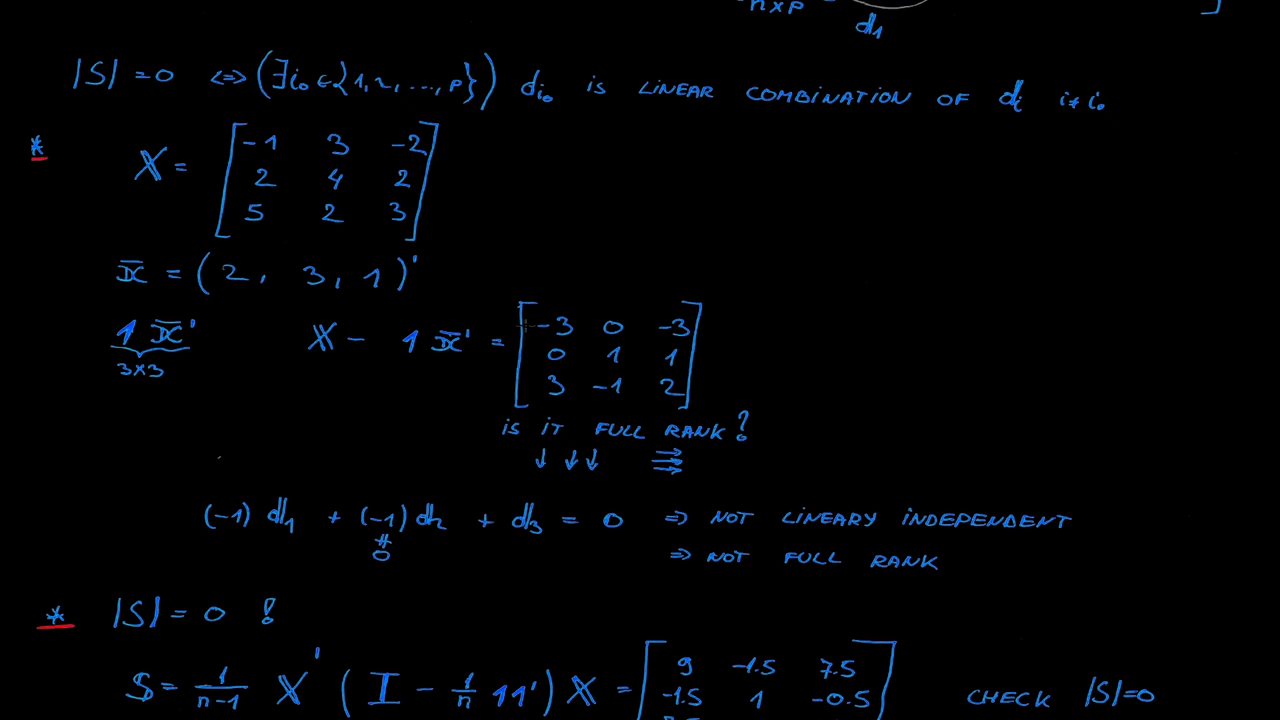 n×p = d₁ ]
|S| = 0 <=> (∃ i₀ ∈ {1, 2, ..., p}) d_i₀ IS LINEAR COMBINATION OF d_i i ≠ i₀
* X = [ -1 3 -2
2 4 2
5 2 3 ]
x̄ = (2, 3, 1)'
1 x̄' X - 1 x̄' = [ -3 0 -3
3×3 0 1 1
3 -1 2 ]
IS IT FULL RANK?
↓ ↓↓ ⇉
(-1) d₁ + (-1) d₂ + d₃ = 0 => NOT LINEARY INDEPENDENT
≠ 0 => NOT FULL RANK
* |S| = 0 !
S = 1/(n-1) X' (I - 1/n 11') X = [ 9 -1.5 7.5
-1.5 1 -0.5 ] CHECK |S|=0